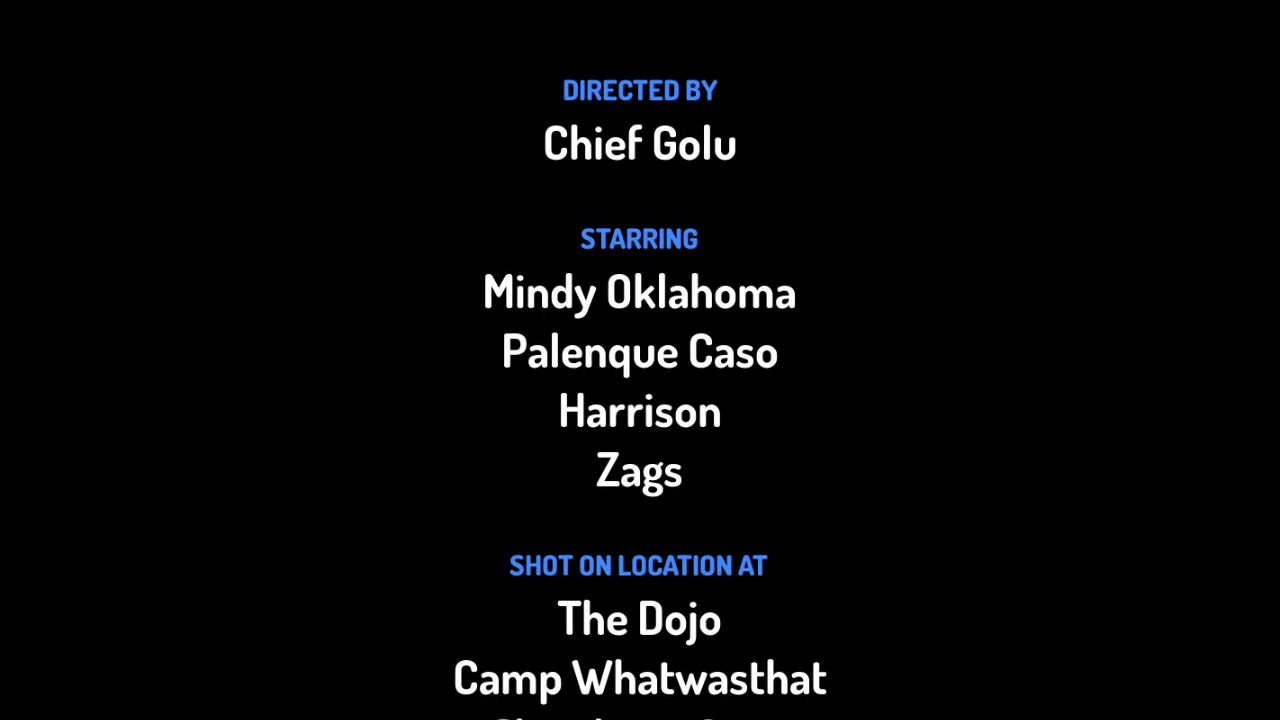 DIRECTED BY
Chief Golu
STARRING
Mindy Oklahoma
Palenque Caso
Harrison
Zags
SHOT ON LOCATION AT
The Dojo
Camp Whatwasthat